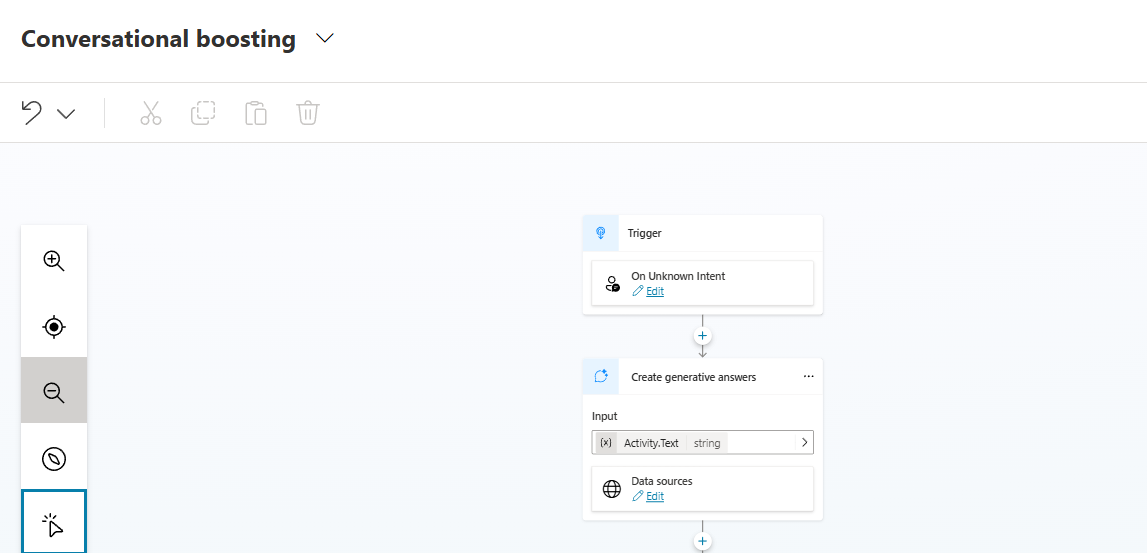 Conversational boosting
Trigger
On Unknown Intent
Edit
Create generative answers
Input
{x} Activity.Text string
Data sources
Edit